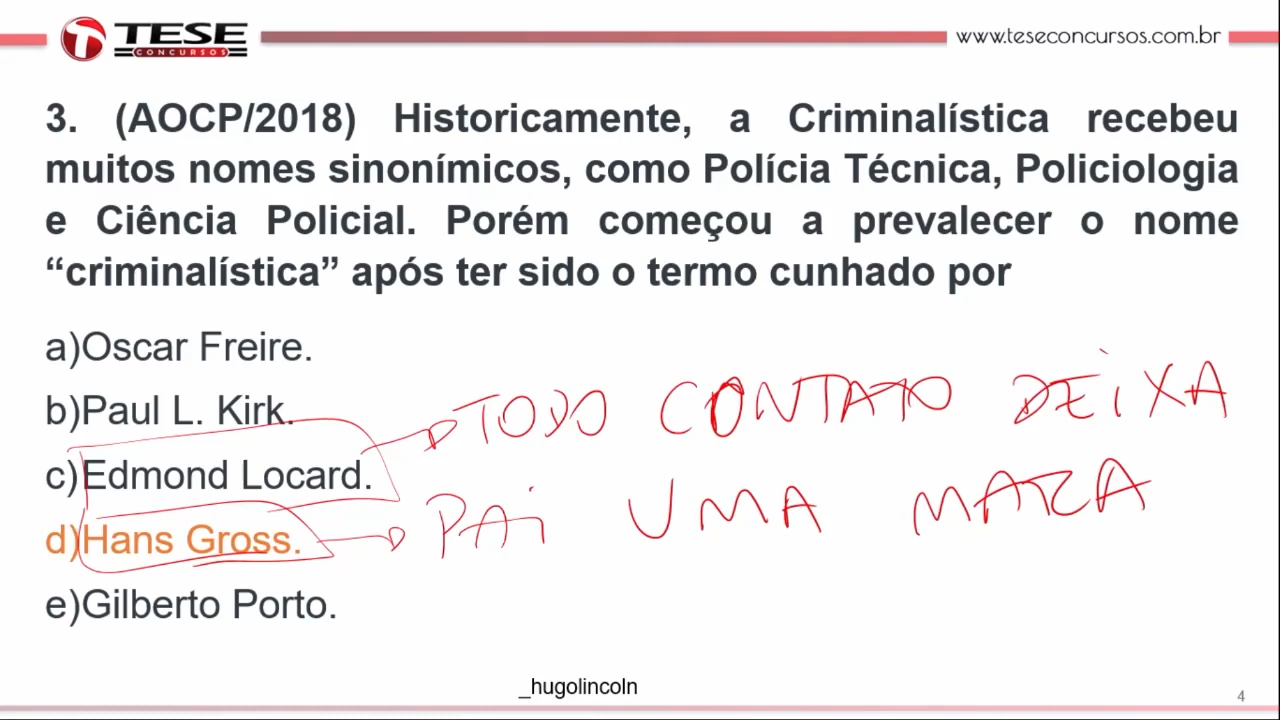 TESE
CONCURSOS
www.teseconcursos.com.br
3. (AOCP/2018) Historicamente, a Criminalística recebeu
muitos nomes sinonímicos, como Polícia Técnica, Policiologia
e Ciência Policial. Porém começou a prevalecer o nome
“criminalística” após ter sido o termo cunhado por
a)Oscar Freire.
b)Paul L. Kirk.
TODO CONTATO DEIXA
c)Edmond Locard.
UMA MARCA
d)Hans Gross.
PAi
e)Gilberto Porto.
_hugolincoln
4